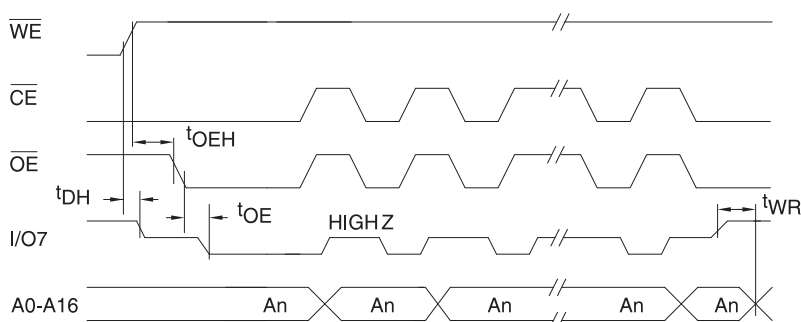 WE
CE
tOEH
OE
tDH
tOE
tWR
HIGH Z
I/O7
A0-A16 An An An An An